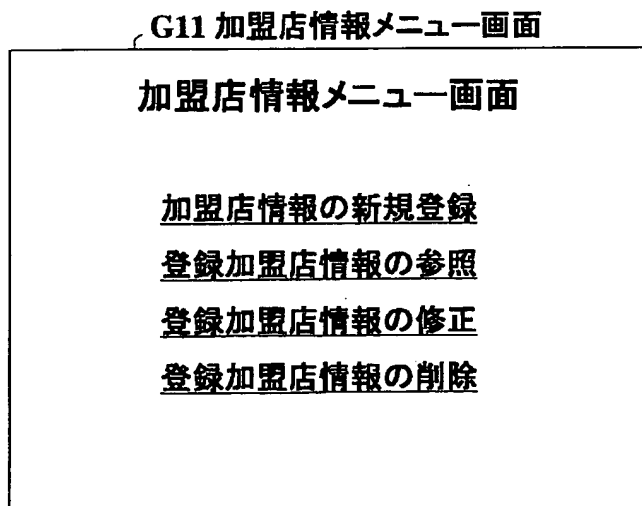 G11 加盟店情報メニュー画面
加盟店情報メニュー画面
加盟店情報の新規登録
登録加盟店情報の参照
登録加盟店情報の修正
登録加盟店情報の削除